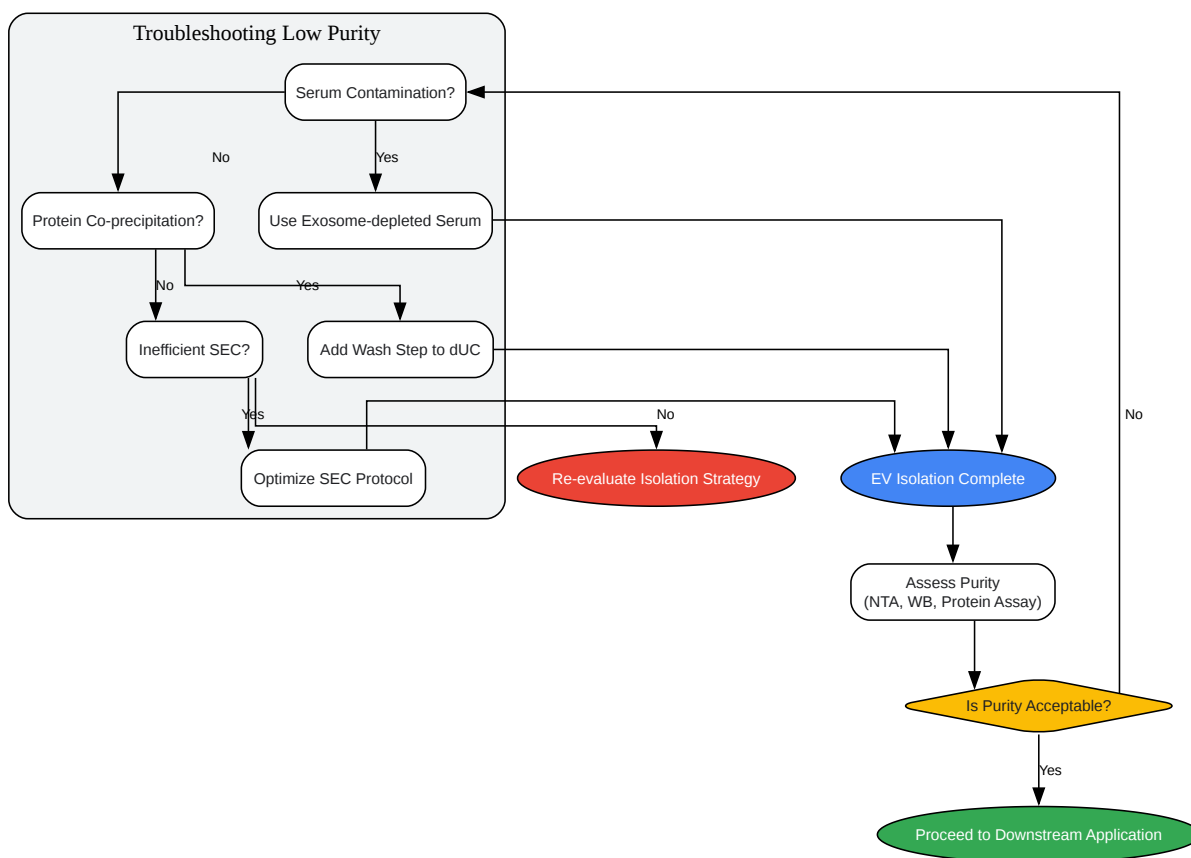 Troubleshooting Low Purity
Serum Contamination?
No
Yes
Protein Co-precipitation?
Use Exosome-depleted Serum
No
Yes
Inefficient SEC?
Add Wash Step to dUC
Yes
No
No
Optimize SEC Protocol
Re-evaluate Isolation Strategy
EV Isolation Complete
Assess Purity
(NTA, WB, Protein Assay)
Is Purity Acceptable?
Yes
Proceed to Downstream Application